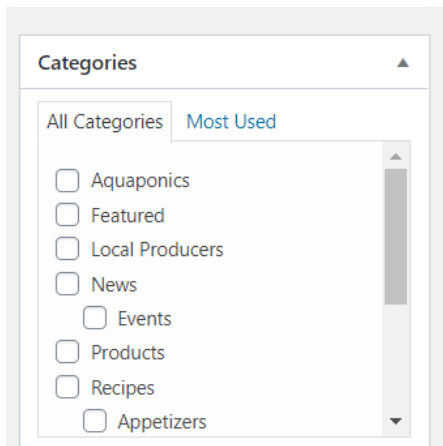 Categories
All Categories Most Used
Aquaponics
Featured
Local Producers
News
Events
Products
Recipes
Appetizers